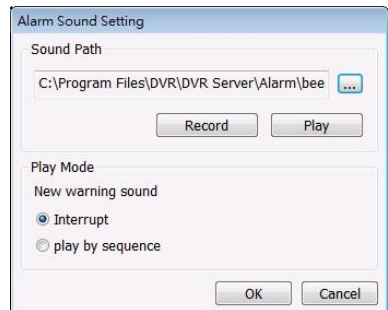 Alarm Sound Setting
Sound Path
C:\Program Files\DVR\DVR Server\Alarm\bee
...
Record Play
Play Mode
New warning sound
Interrupt
play by sequence
OK Cancel